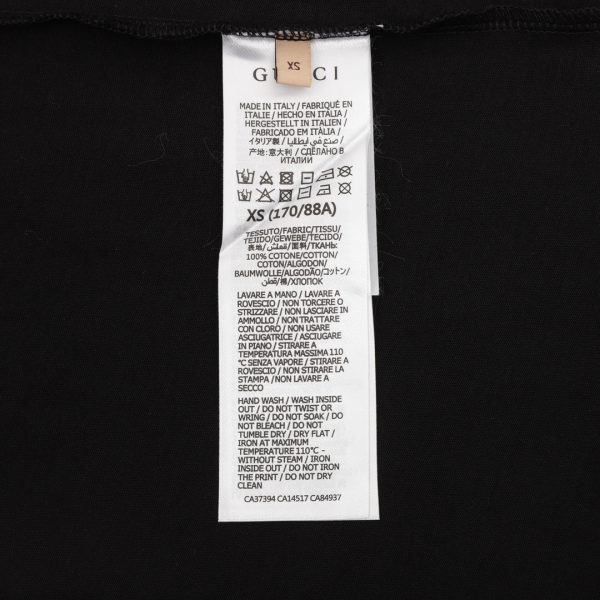 XS
GUCCI
MADE IN ITALY / FABRIQUÉ EN
ITALIE / HECHO EN ITALIA /
HERGESTELLT IN ITALIEN /
FABRICADO EM ITÁLIA /
イタリア製 / صنع في إيطاليا /
产地：意大利 / СДЕЛАНО В
ИТАЛИИ
XS (170/88A)
TESSUTO/FABRIC/TISSU/
TEJIDO/GEWEBE/TECIDO/
表地/قماش/面料/ТКАНЬ:
100% COTONE/COTTON/
COTON/ALGODON/
BAUMWOLLE/ALGODÃO/コットン/
قطن/棉/ХЛОПОК
LAVARE A MANO / LAVARE A
ROVESCIO / NON TORCERE O
STRIZZARE / NON LASCIARE IN
AMMOLLO / NON TRATTARE
CON CLORO / NON USARE
ASCIUGATRICE / ASCIUGARE
IN PIANO / STIRARE A
TEMPERATURA MASSIMA 110
°C SENZA VAPORE / STIRARE A
ROVESCIO / NON STIRARE LA
STAMPA /NON LAVARE A
SECCO
HAND WASH / WASH INSIDE
OUT / DO NOT TWIST OR
WRING / DO NOT SOAK / DO
NOT BLEACH / DO NOT
TUMBLE DRY / DRY FLAT /
IRON AT MAXIMUM
TEMPERATURE 110°C -
WITHOUT STEAM / IRON
INSIDE OUT / DO NOT IRON
THE PRINT / DO NOT DRY
CLEAN
CA37394 CA14517 CA84937